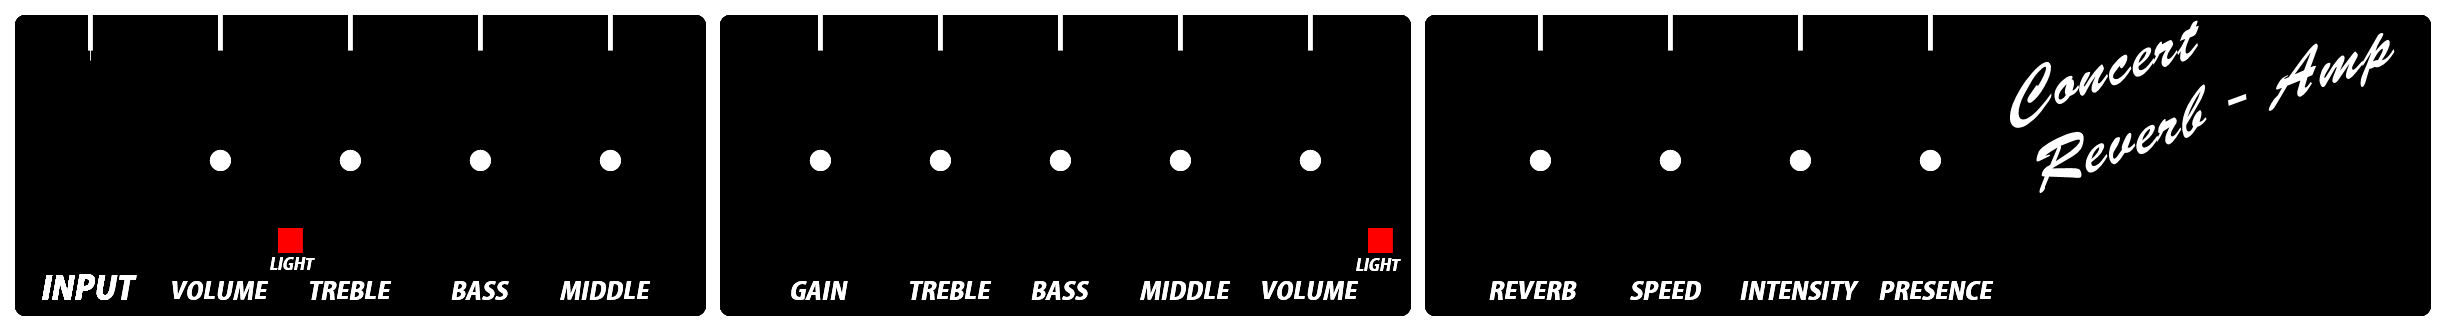 Concert
Reverb - Amp
LIGHT
LIGHT
INPUT VOLUME TREBLE BASS MIDDLE GAIN TREBLE BASS MIDDLE VOLUME REVERB SPEED INTENSITY PRESENCE